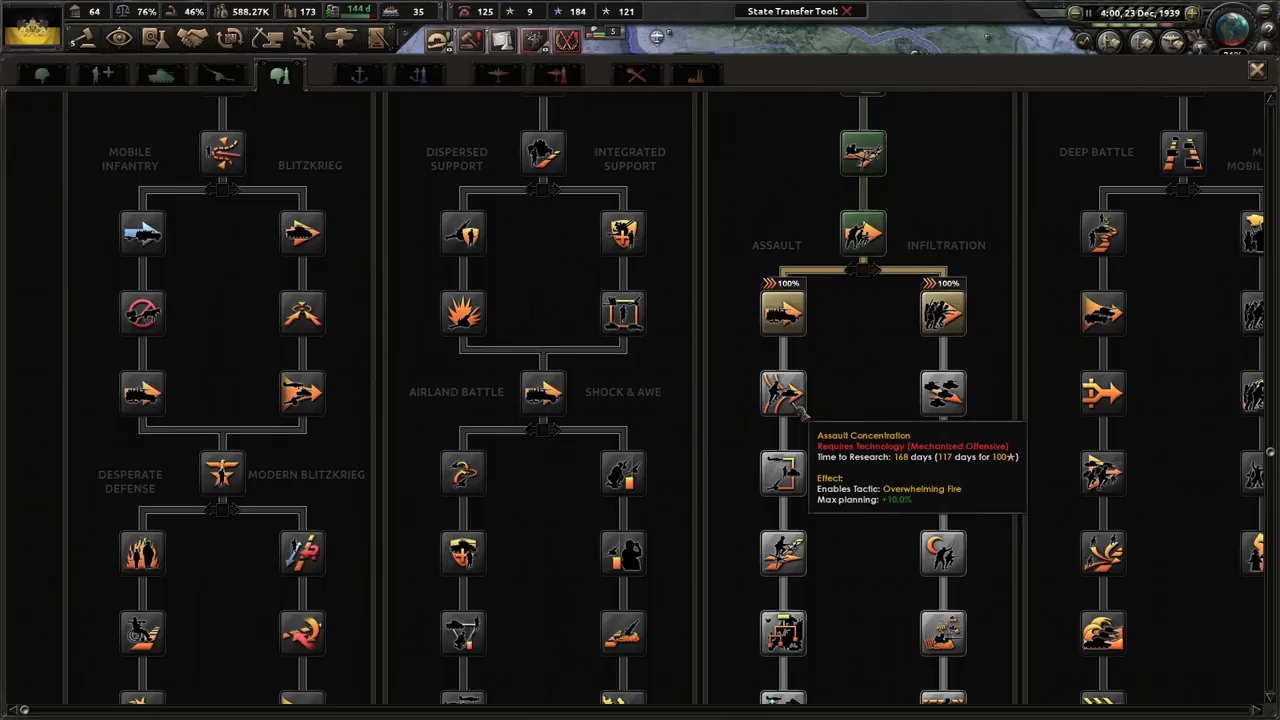 64 76% 46% 588.27K 173 144 d 35 125 9 184 121
State Transfer Tool:
4:00, 23 Dec, 1939
5
5
MOBILE
INFANTRY
BLITZKRIEG
DISPERSED
SUPPORT
INTEGRATED
SUPPORT
DEEP BATTLE
ASSAULT
INFILTRATION
100%
100%
AIRLAND BATTLE
SHOCK & AWE
Assault Concentration
Requires Technology (Mechanized Offensive)
Time to Research: 168 days (117 days for 100★)
Effect:
Enables Tactic: Overwhelming Fire
Max planning: +10.0%
DESPERATE
DEFENSE
MODERN BLITZKRIEG